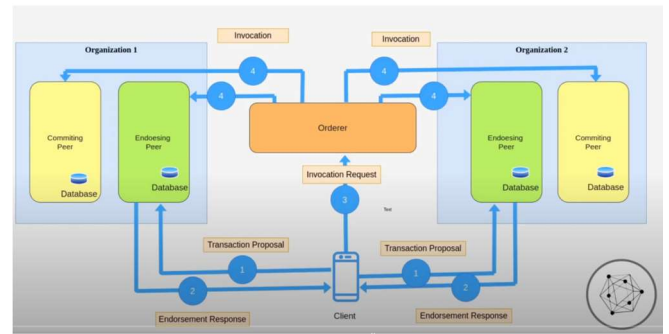 Invocation
Invocation
Organization 1
Organization 2
4
4
4
4
Commiting
Peer
Database
Endoesing
Peer
Database
Orderer
Endoesing
Peer
Database
Commiting
Peer
Database
Invocation Request
3
Text
Transaction Proposal
1
2
Endorsement Response
Transaction Proposal
1
2
Endorsement Response
Client